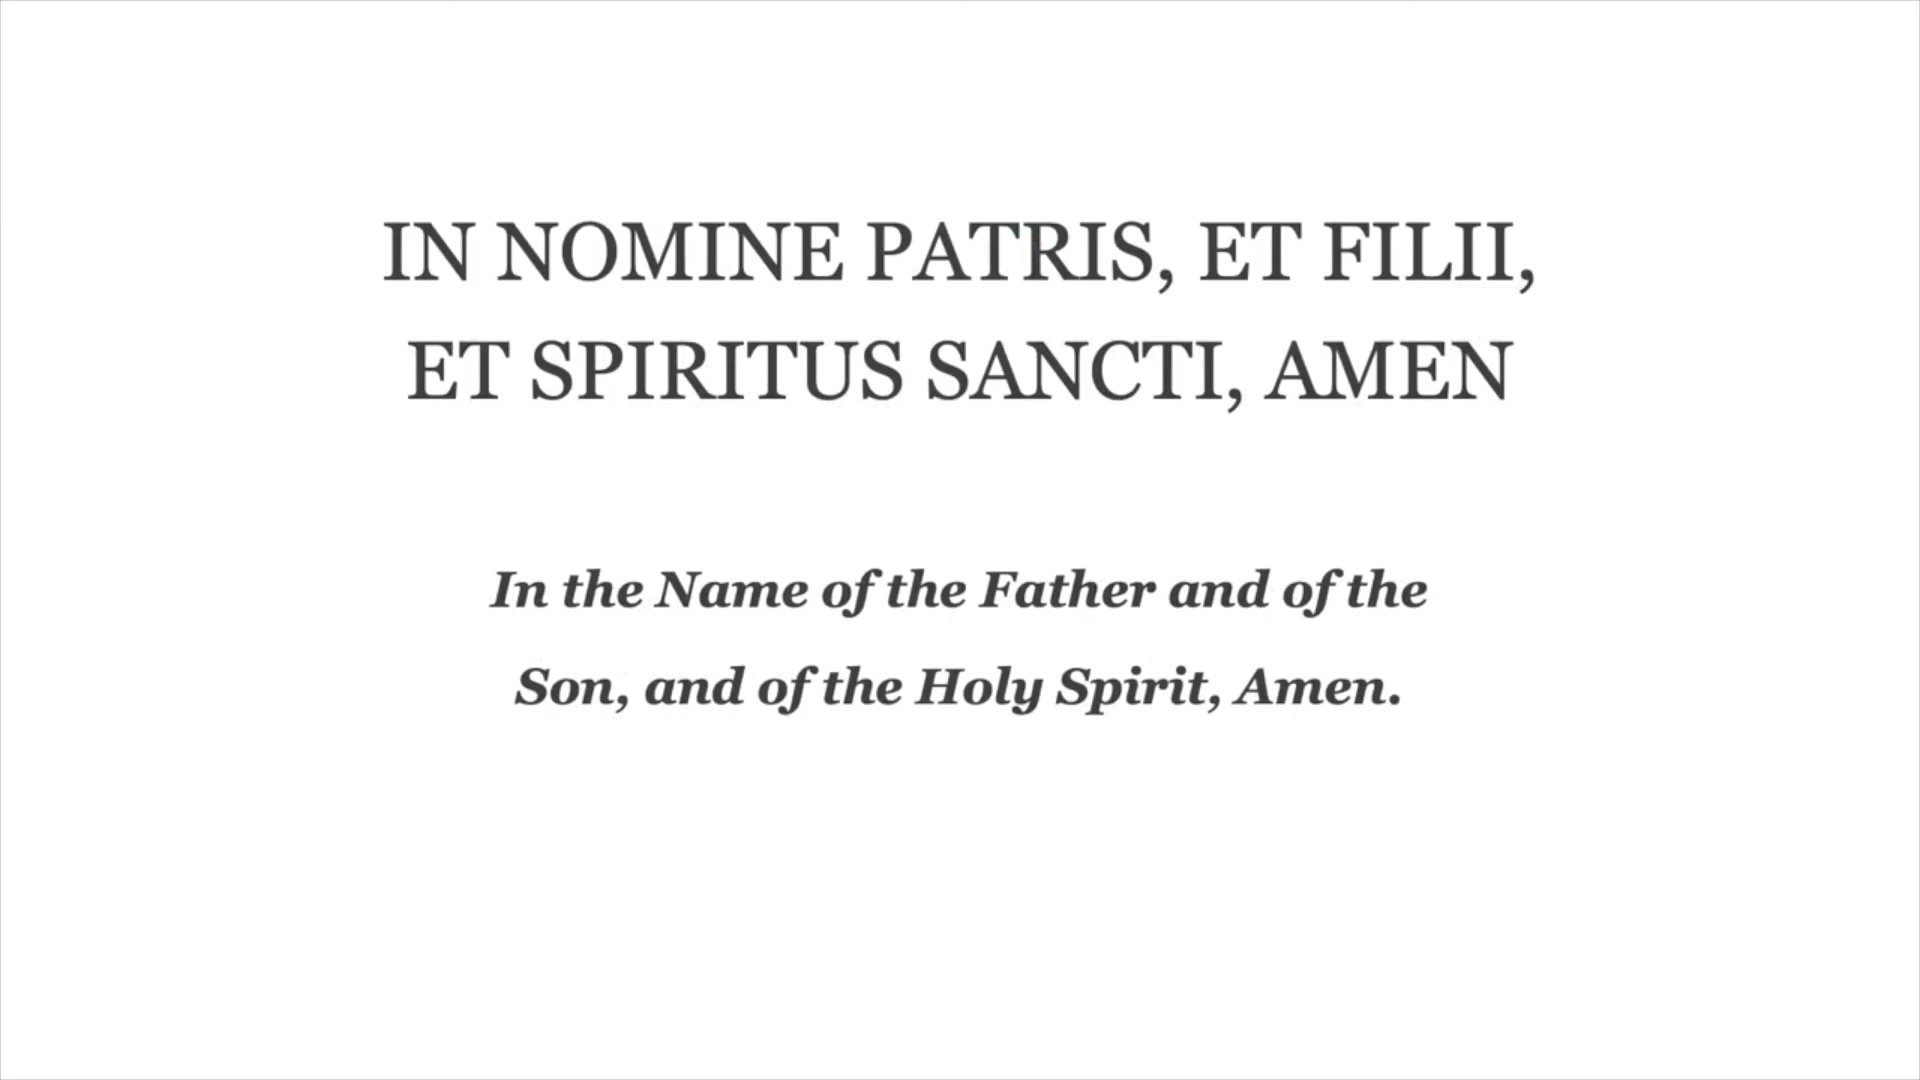 IN NOMINE PATRIS, ET FILII,
ET SPIRITUS SANCTI, AMEN
In the Name of the Father and of the
Son, and of the Holy Spirit, Amen.